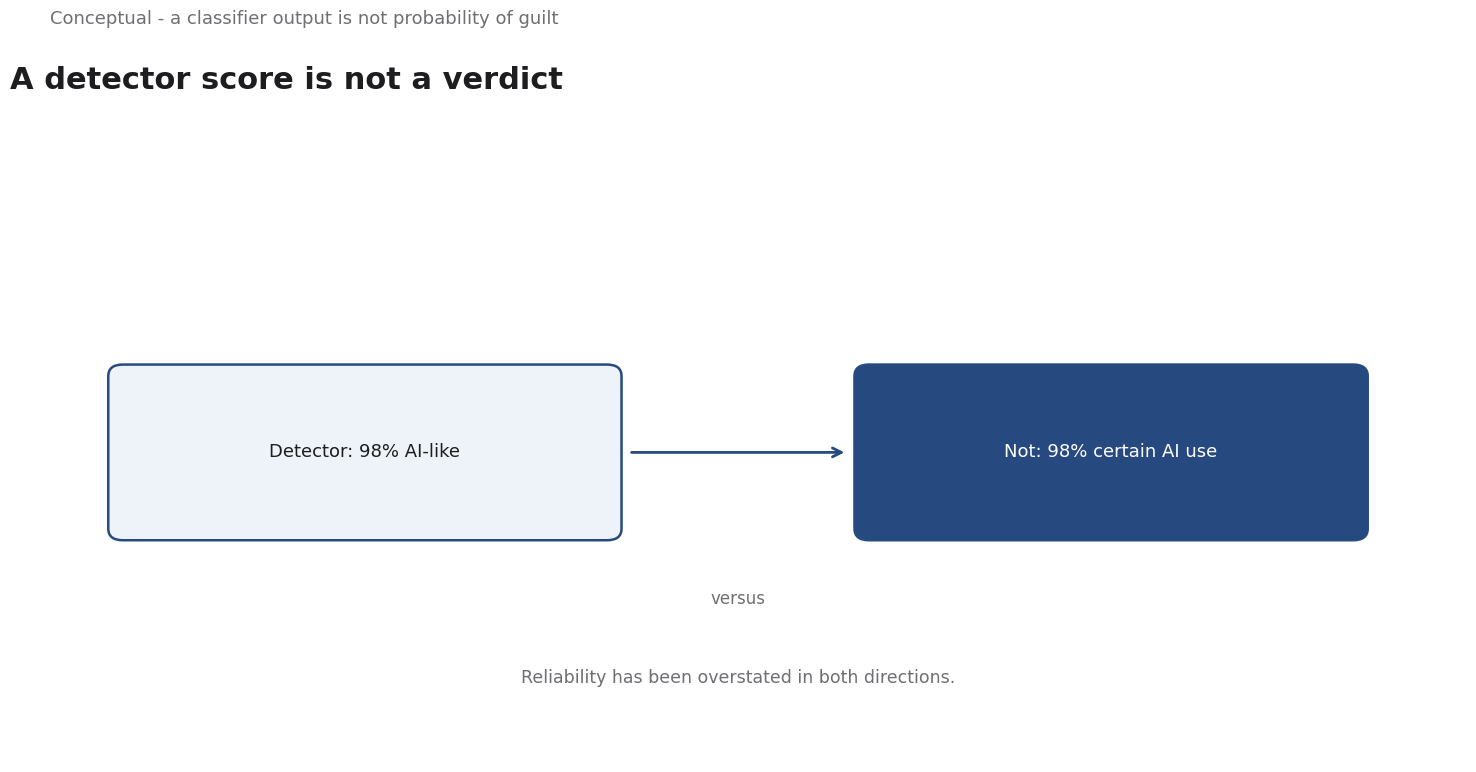 Conceptual - a classifier output is not probability of guilt
A detector score is not a verdict
Detector: 98% AI-like
Not: 98% certain AI use
versus
Reliability has been overstated in both directions.